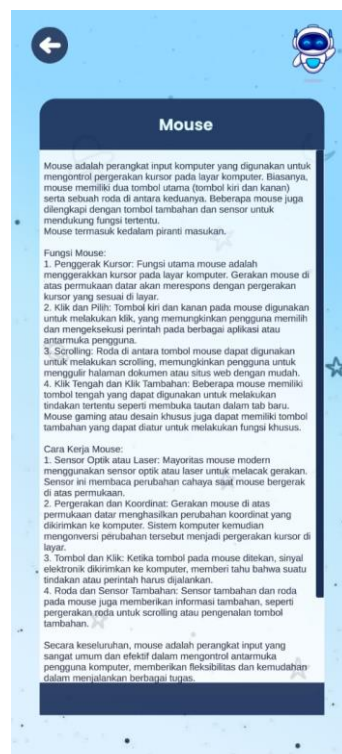 Mouse
Mouse adalah perangkat input komputer yang digunakan untuk
mengontrol pergerakan kursor pada layar komputer. Biasanya,
mouse memiliki dua tombol utama (tombol kiri dan kanan)
serta sebuah roda di antara keduanya. Beberapa mouse juga
dilengkapi dengan tombol tambahan dan sensor untuk
mendukung fungsi tertentu.
Mouse termasuk kedalam piranti masukan.
Fungsi Mouse:
1. Penggerak Kursor: Fungsi utama mouse adalah
menggerakkan kursor pada layar komputer. Gerakan mouse di
atas permukaan datar akan merespons dengan pergerakan
kursor yang sesuai di layar.
2. Klik dan Pilih: Tombol kiri dan kanan pada mouse digunakan
untuk melakukan klik, yang memungkinkan pengguna memilih
dan mengeksekusi perintah pada berbagai aplikasi atau
antarmuka pengguna.
3. Scrolling: Roda di antara tombol mouse dapat digunakan
untuk melakukan scrolling, memungkinkan pengguna untuk
menggulir halaman dokumen atau situs web dengan mudah.
4. Klik Tengah dan Klik Tambahan: Beberapa mouse memiliki
tombol tengah yang dapat digunakan untuk melakukan
tindakan tertentu seperti membuka tautan dalam tab baru.
Mouse gaming atau desain khusus juga dapat memiliki tombol
tambahan yang dapat diatur untuk melakukan fungsi khusus.
Cara Kerja Mouse:
1. Sensor Optik atau Laser: Mayoritas mouse modern
menggunakan sensor optik atau laser untuk melacak gerakan.
Sensor ini membaca perubahan cahaya saat mouse bergerak
di atas permukaan.
2. Pergerakan dan Koordinat: Gerakan mouse di atas
permukaan datar menghasilkan perubahan koordinat yang
dikirimkan ke komputer. Sistem komputer kemudian
mengonversi perubahan tersebut menjadi pergerakan kursor di
layar.
3. Tombol dan Klik: Ketika tombol pada mouse ditekan, sinyal
elektronik dikirimkan ke komputer, memberi tahu bahwa suatu
tindakan atau perintah harus dijalankan.
4. Roda dan Sensor Tambahan: Sensor tambahan dan roda
pada mouse juga memberikan informasi tambahan, seperti
pergerakan roda untuk scrolling atau pengenalan tombol
tambahan.
Secara keseluruhan, mouse adalah perangkat input yang
sangat umum dan efektif dalam mengontrol antarmuka
pengguna komputer, memberikan fleksibilitas dan kemudahan
dalam menjalankan berbagai tugas.